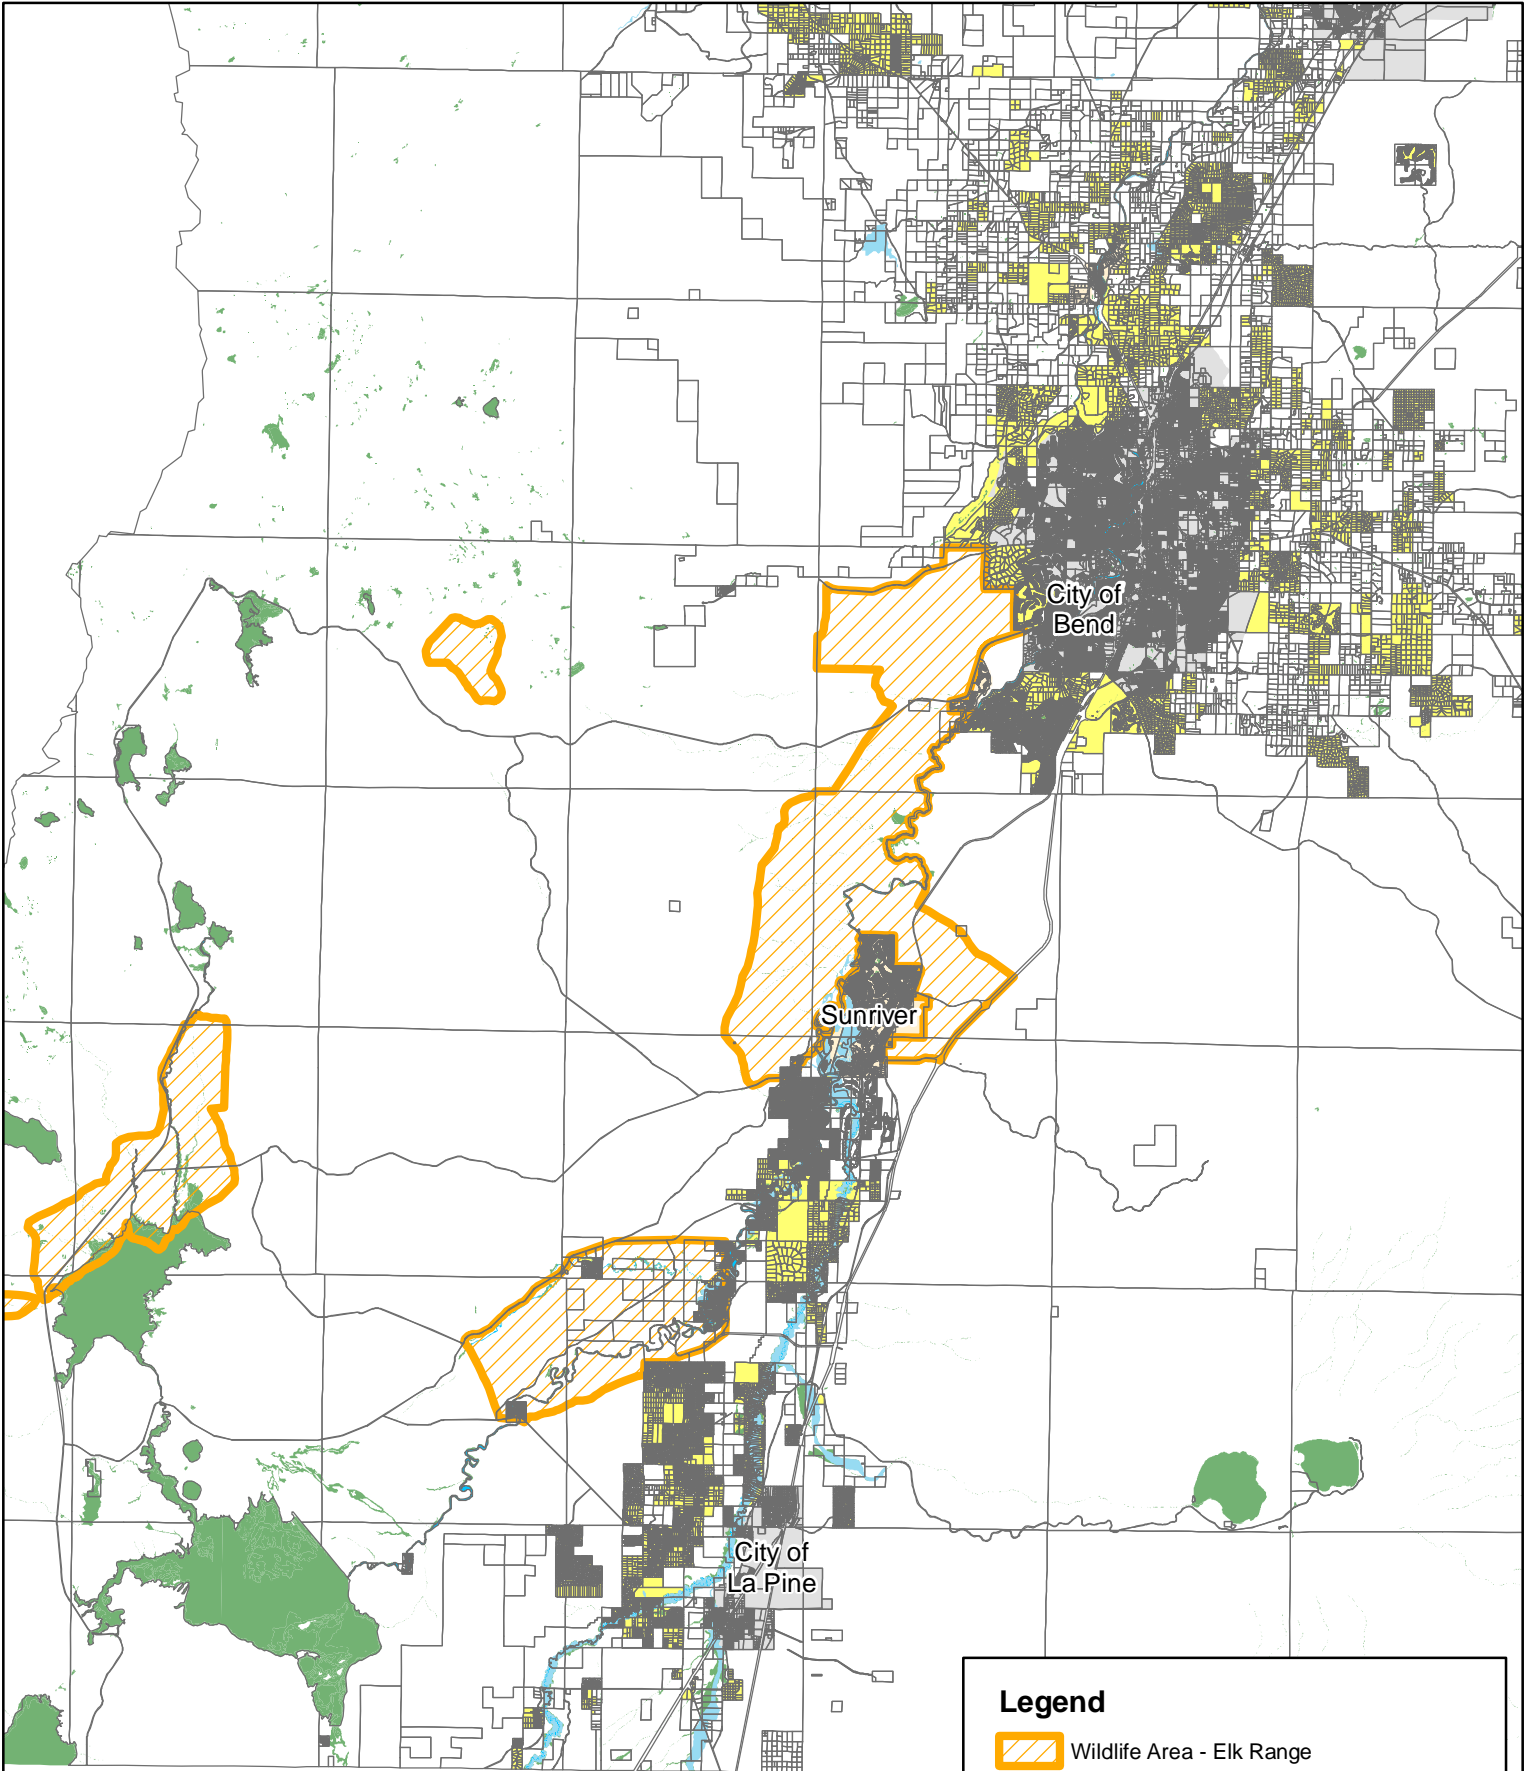 City of
Bend
Sunriver
City of
La Pine
Legend
Wildlife Area - Elk Range